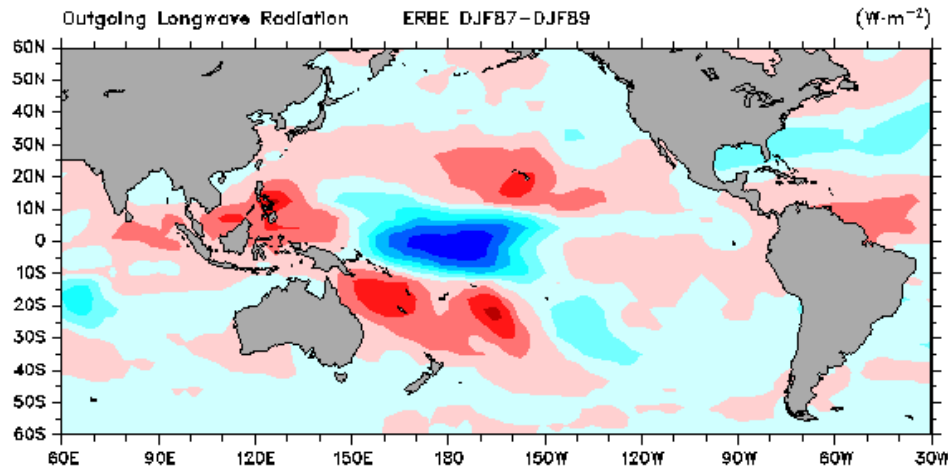 Outgoing Longwave Radiation ERBE DJF87-DJF89 (W·m⁻²)
60N
50N
40N
30N
20N
10N
0
10S
20S
30S
40S
50S
60S
60E 90E 120E 150E 180 150W 120W 90W 60W 30W